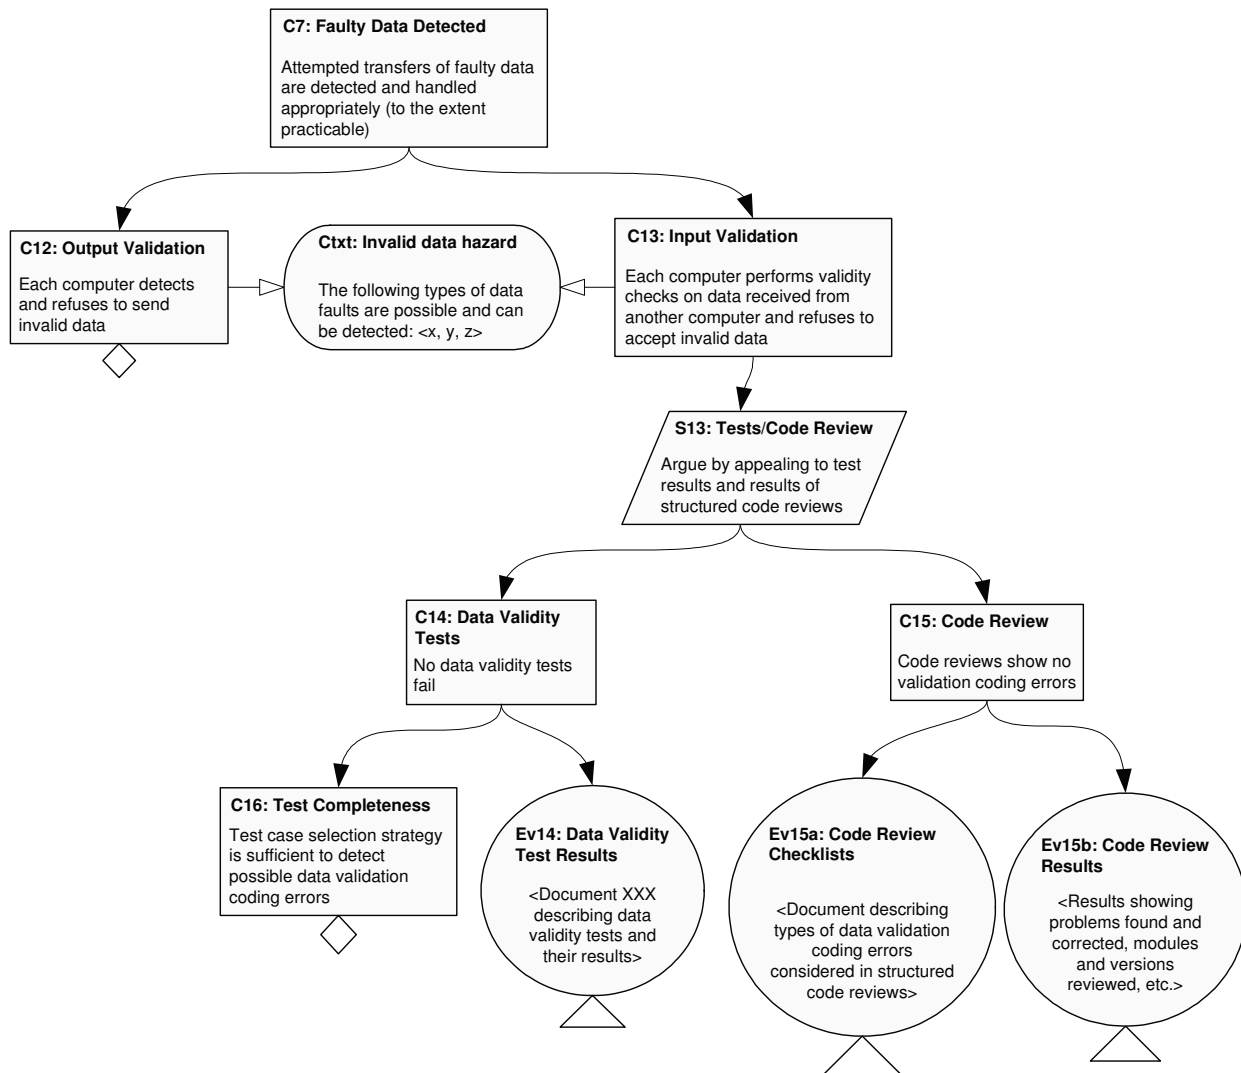 C7: Faulty Data Detected
Attempted transfers of faulty data
are detected and handled
appropriately (to the extent
practicable)
C12: Output Validation
Each computer detects
and refuses to send
invalid data
Ctxt: Invalid data hazard
The following types of data
faults are possible and can
be detected: <x, y, z>
C13: Input Validation
Each computer performs validity
checks on data received from
another computer and refuses to
accept invalid data
S13: Tests/Code Review
Argue by appealing to test
results and results of
structured code reviews
C14: Data Validity
Tests
No data validity tests
fail
C15: Code Review
Code reviews show no
validation coding errors
C16: Test Completeness
Test case selection strategy
is sufficient to detect
possible data validation
coding errors
Ev14: Data Validity
Test Results
<Document XXX
describing data
validity tests and
their results>
Ev15a: Code Review
Checklists
<Document describing
types of data validation
coding errors
considered in structured
code reviews>
Ev15b: Code Review
Results
<Results showing
problems found and
corrected, modules
and versions
reviewed, etc.>